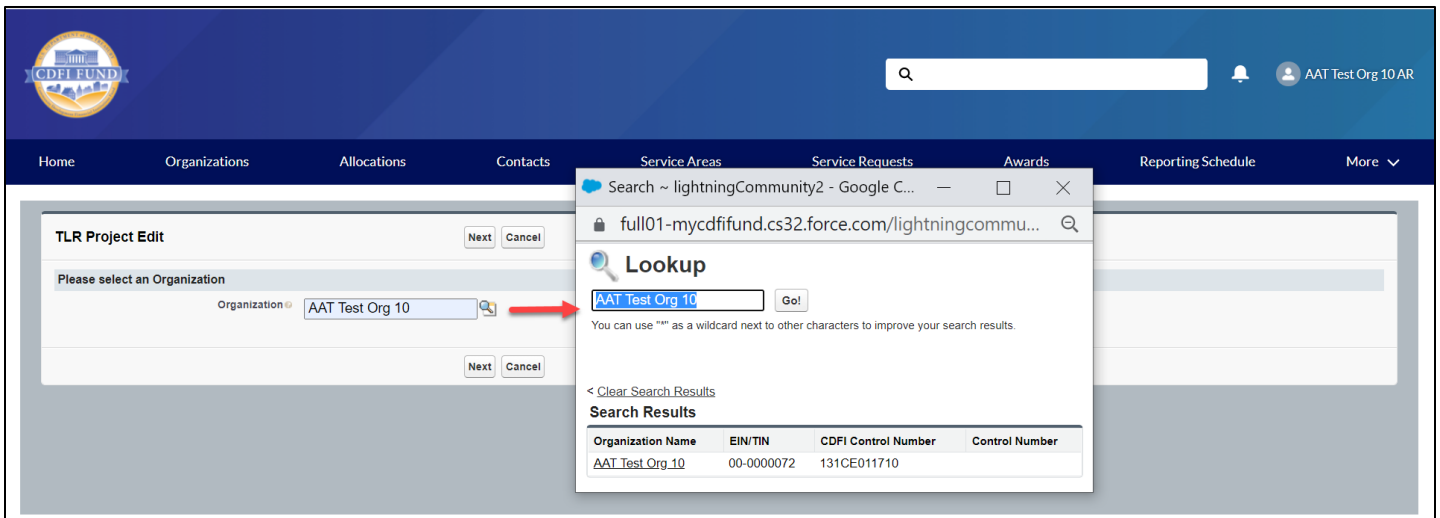 CDFI FUND
AAT Test Org 10 AR
Home Organizations Allocations Contacts Service Areas Service Requests Awards Reporting Schedule More
TLR Project Edit
Next Cancel
Please select an Organization
Organization AAT Test Org 10
Next Cancel
Search ~ lightningCommunity2 - Google C...
full01-mycdfifund.cs32.force.com/lightningcommu...
Lookup
AAT Test Org 10 Go!
You can use "*" as a wildcard next to other characters to improve your search results.
< Clear Search Results
Search Results
Organization Name EIN/TIN CDFI Control Number Control Number
AAT Test Org 10 00-0000072 131CE011710